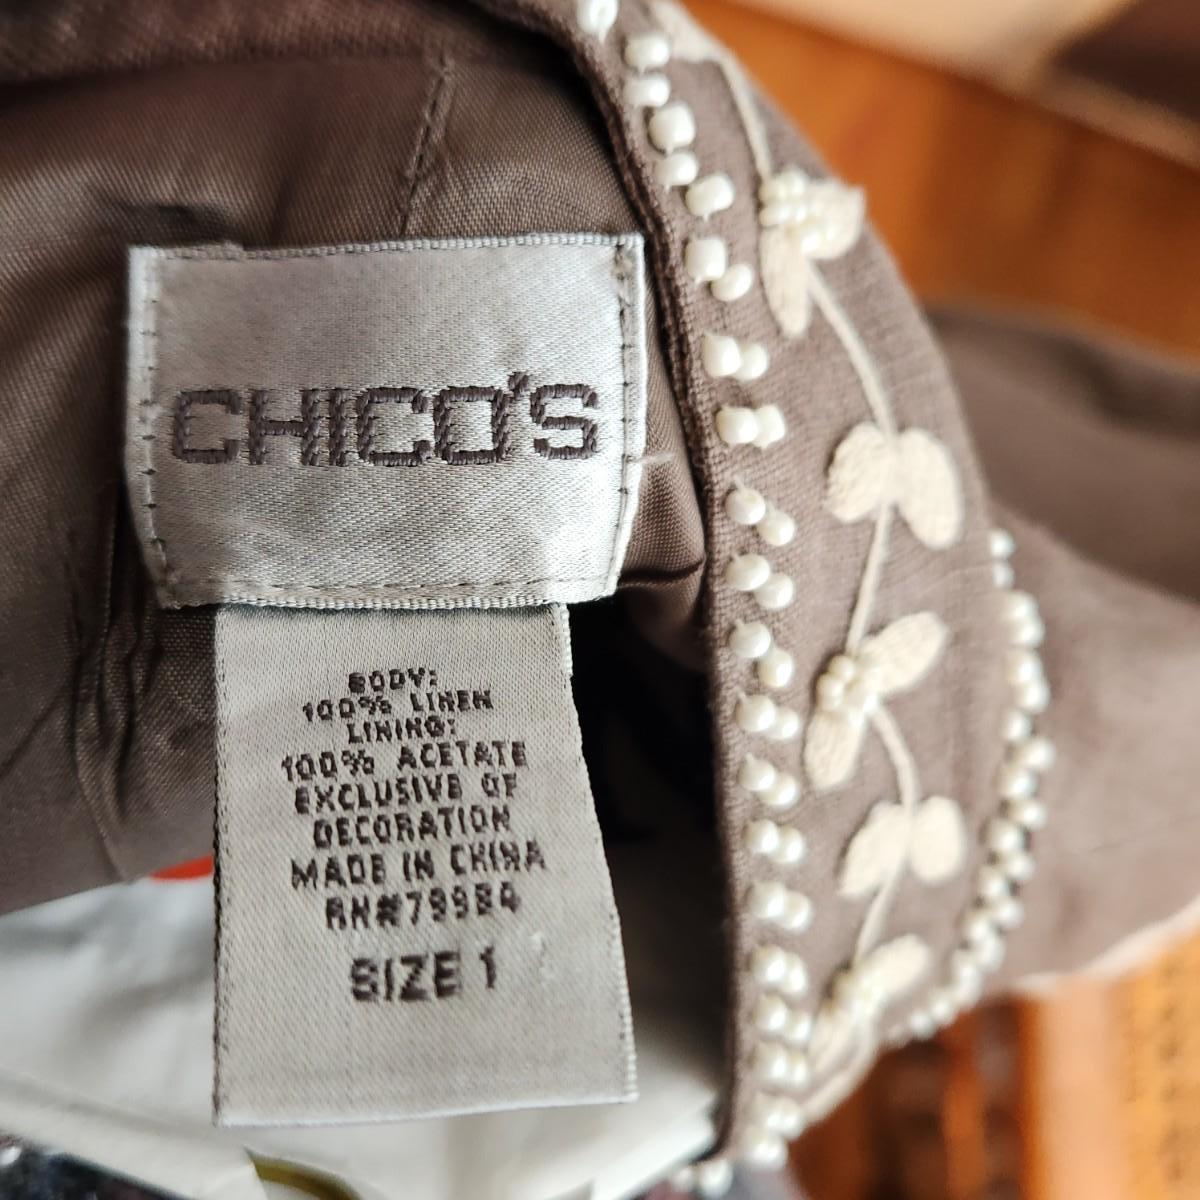 CHICO'S
BODY:
100% LINEN
LINING:
100% ACETATE
EXCLUSIVE OF
DECORATION
MADE IN CHINA
RN#79984
SIZE 1